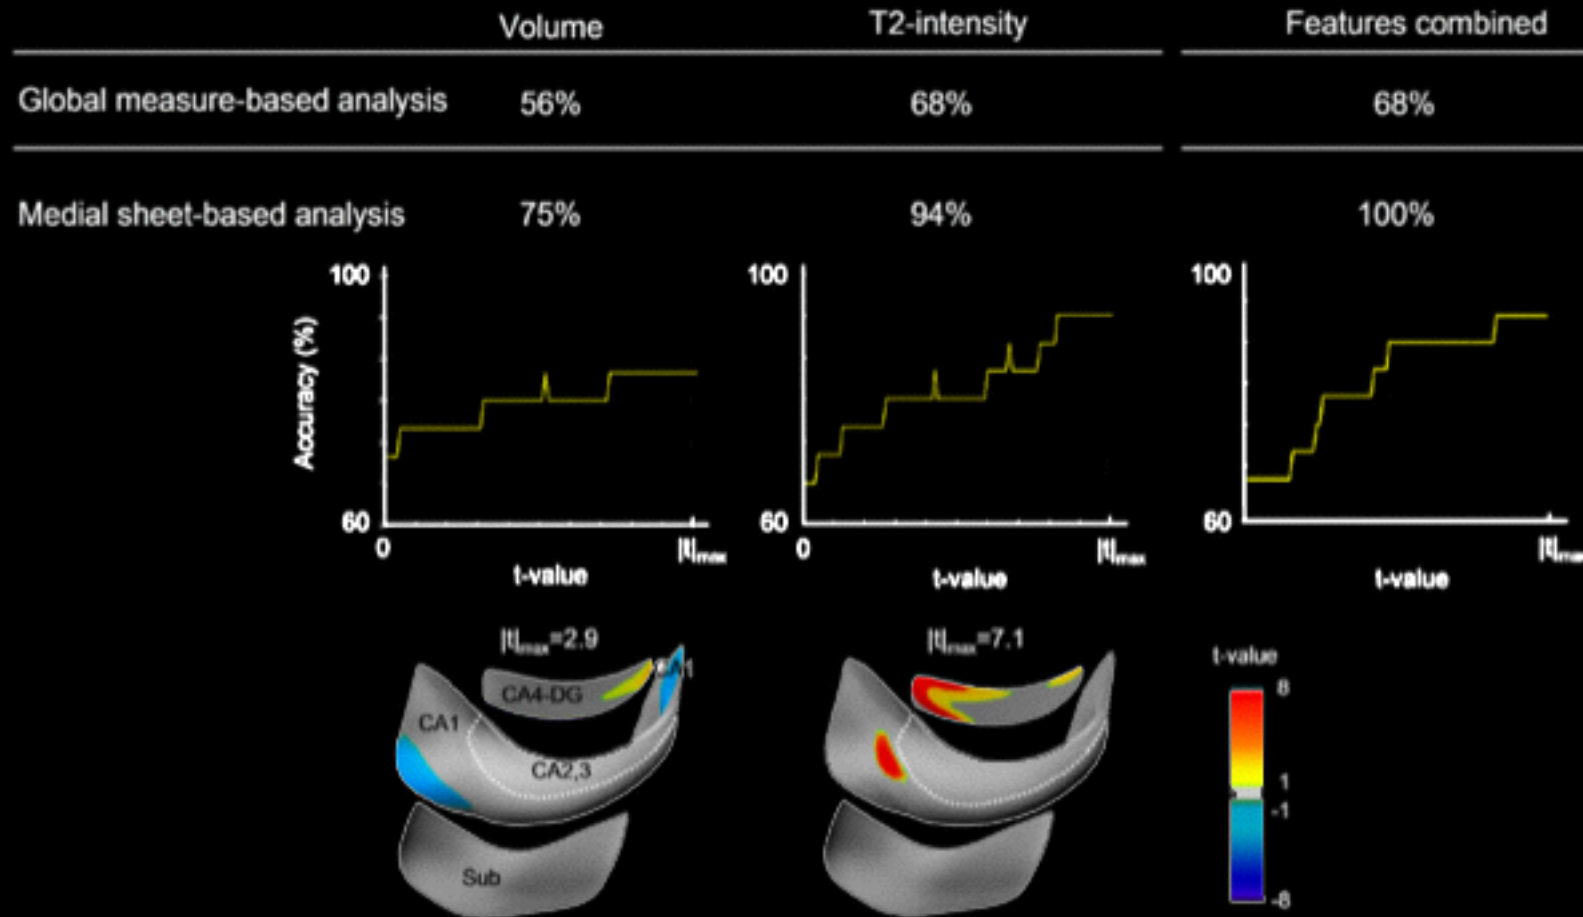 Volume T2-intensity Features combined
Global measure-based analysis 56% 68% 68%
Medial sheet-based analysis 75% 94% 100%
100 100 100
Accuracy (%)
60 60 60
0 |t|max 0 |t|max |t|max
t-value t-value t-value
|t|max=2.9 |t|max=7.1
t-value
8
CA4-DG
CA1
CA2,3
1
-1
Sub
-8